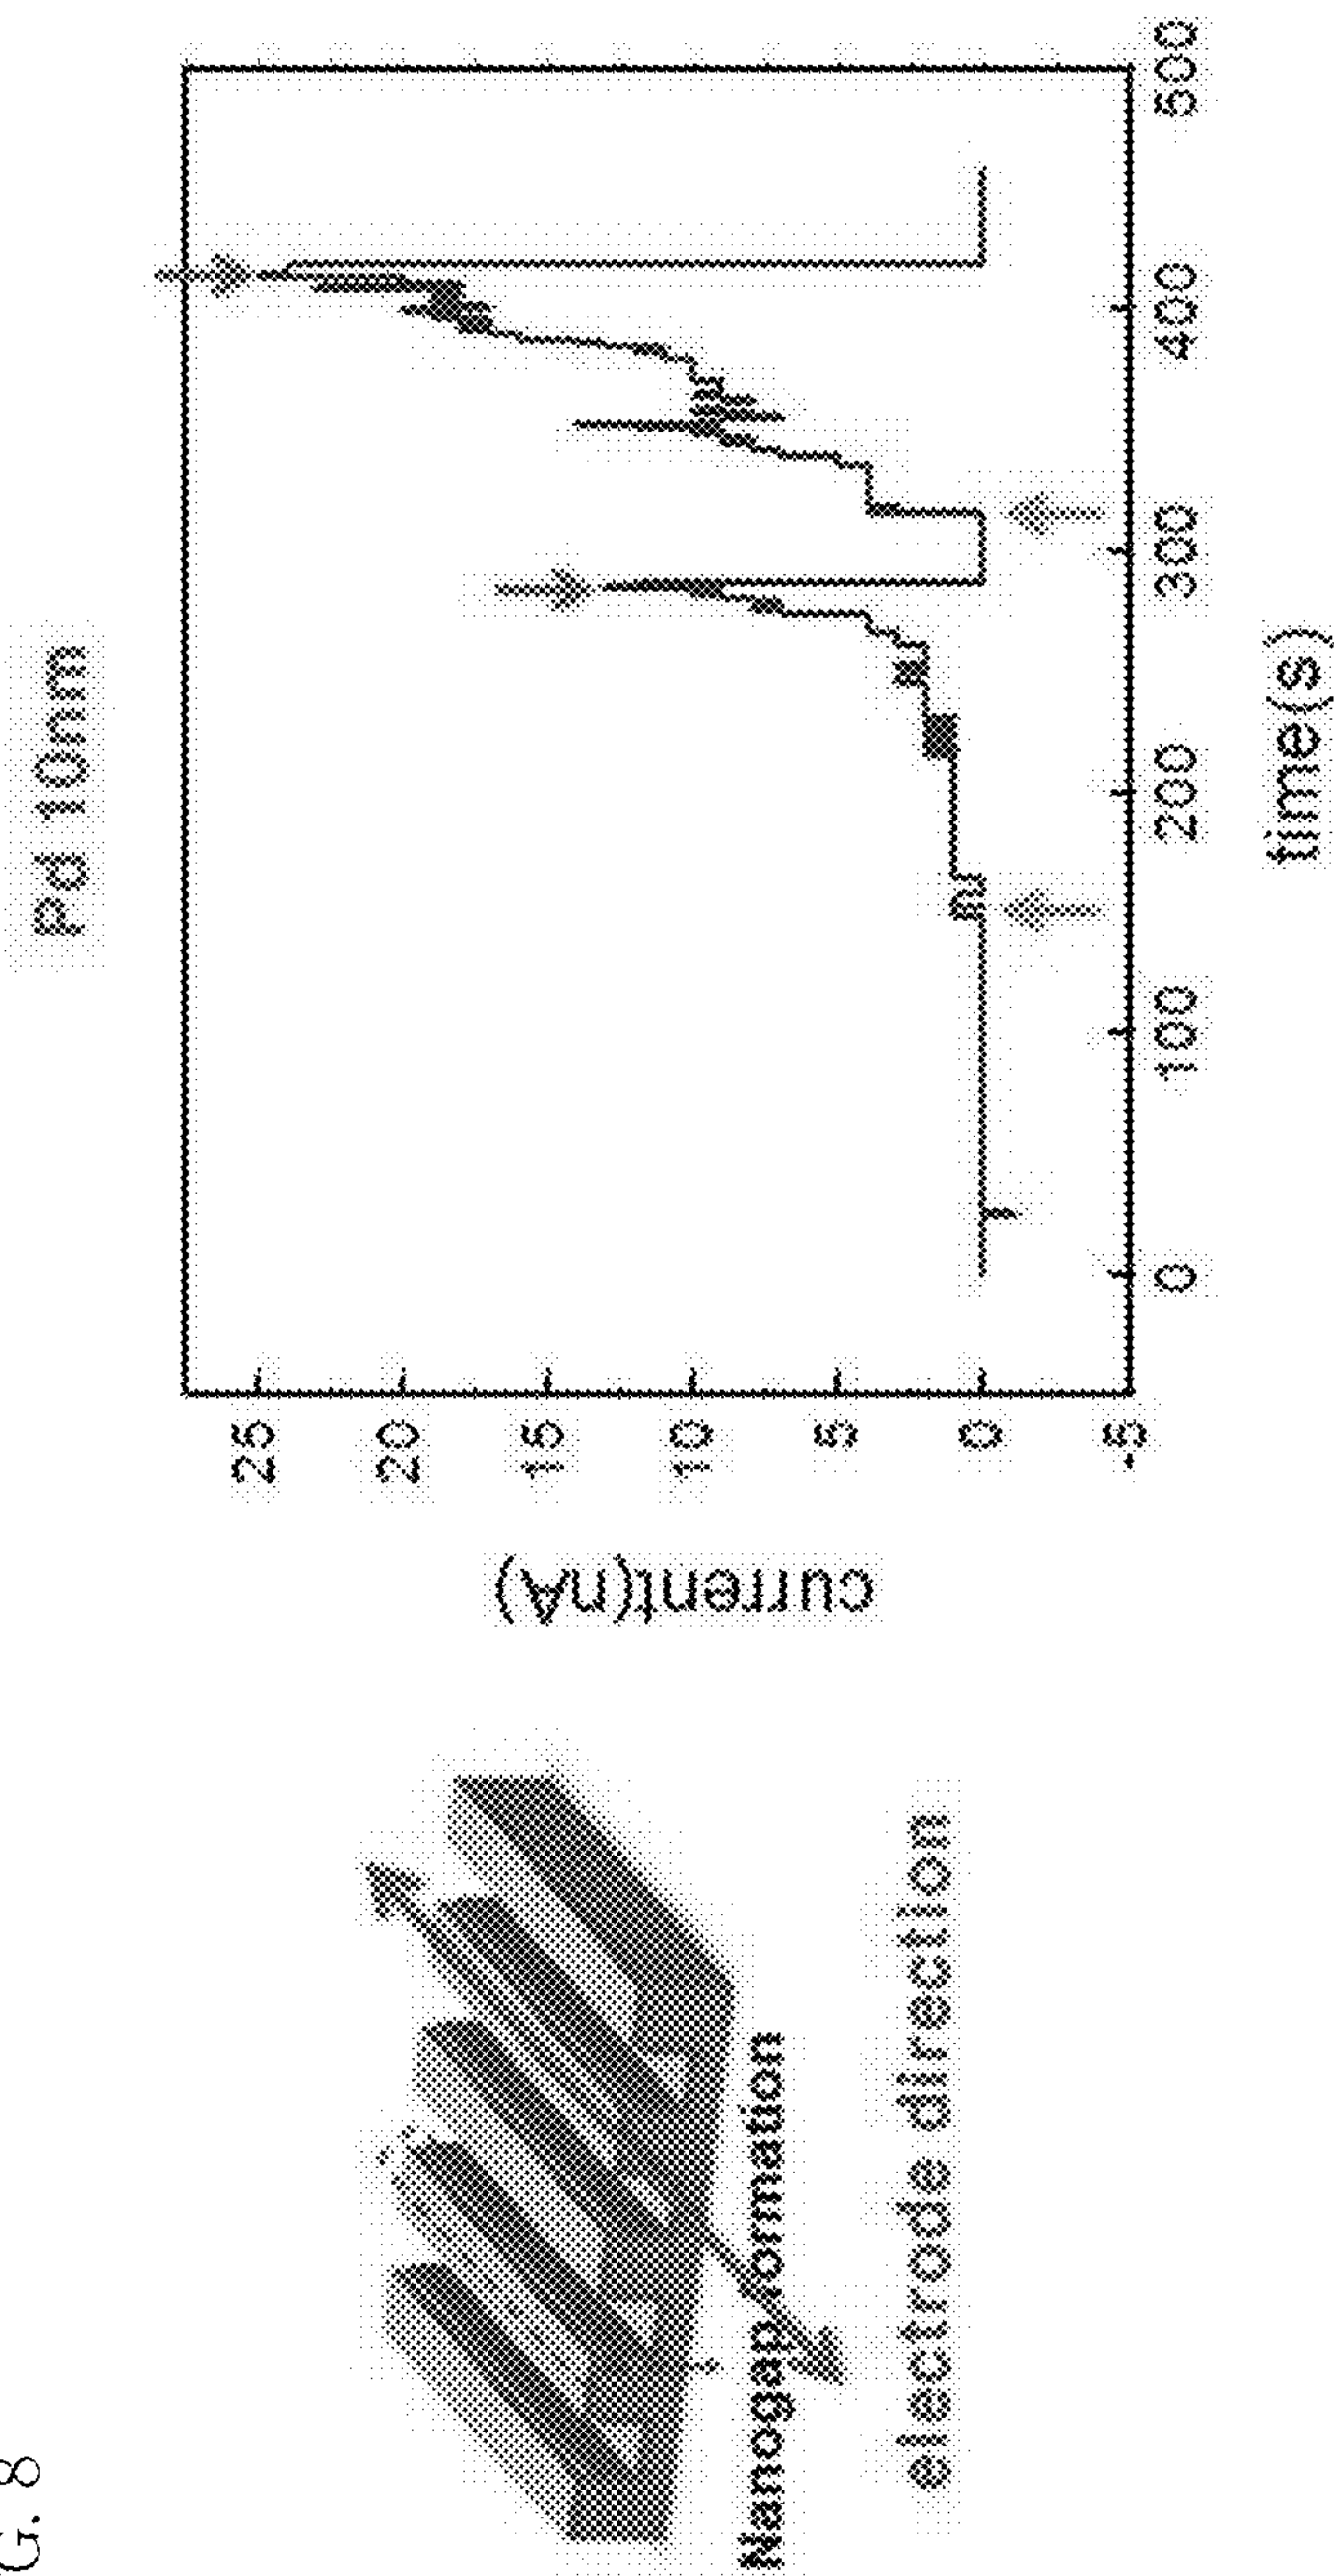 G. 8
Pd 10nm
25
20
15
10
5
0
-5
current(nA)
0
100
200
300
400
500
time(s)
Nanogap formation
electrode direction